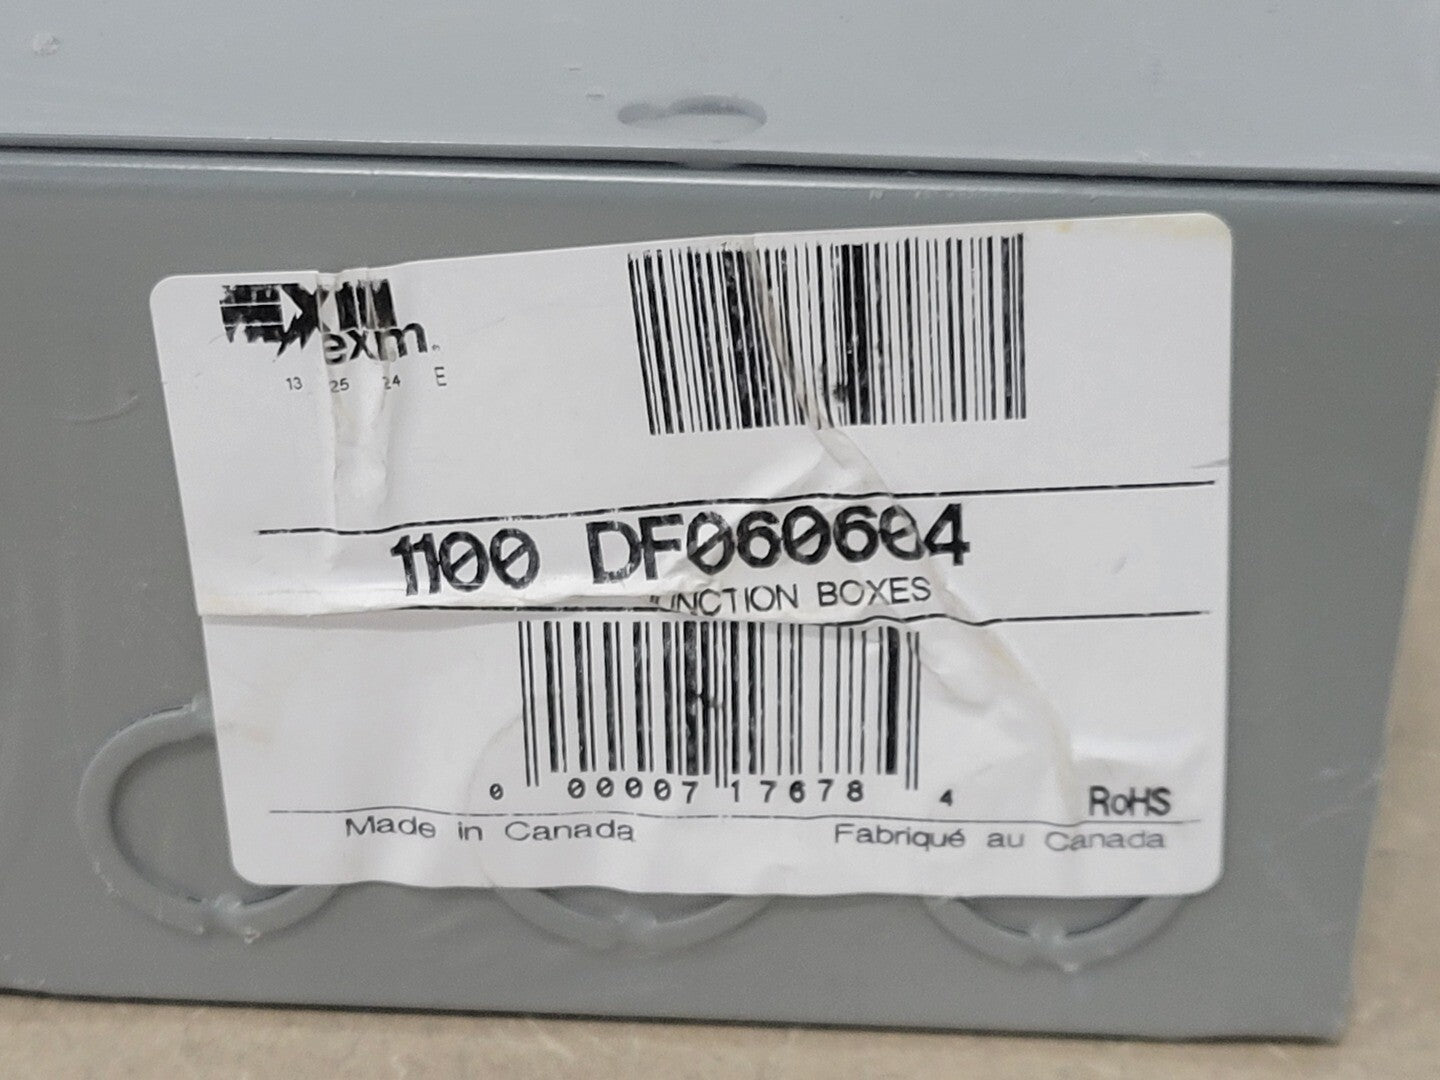 exm.
13 25 24 E
1100 DF060604
JUNCTION BOXES
0 00007 17678 4
RoHS
Made in Canada Fabriqué au Canada